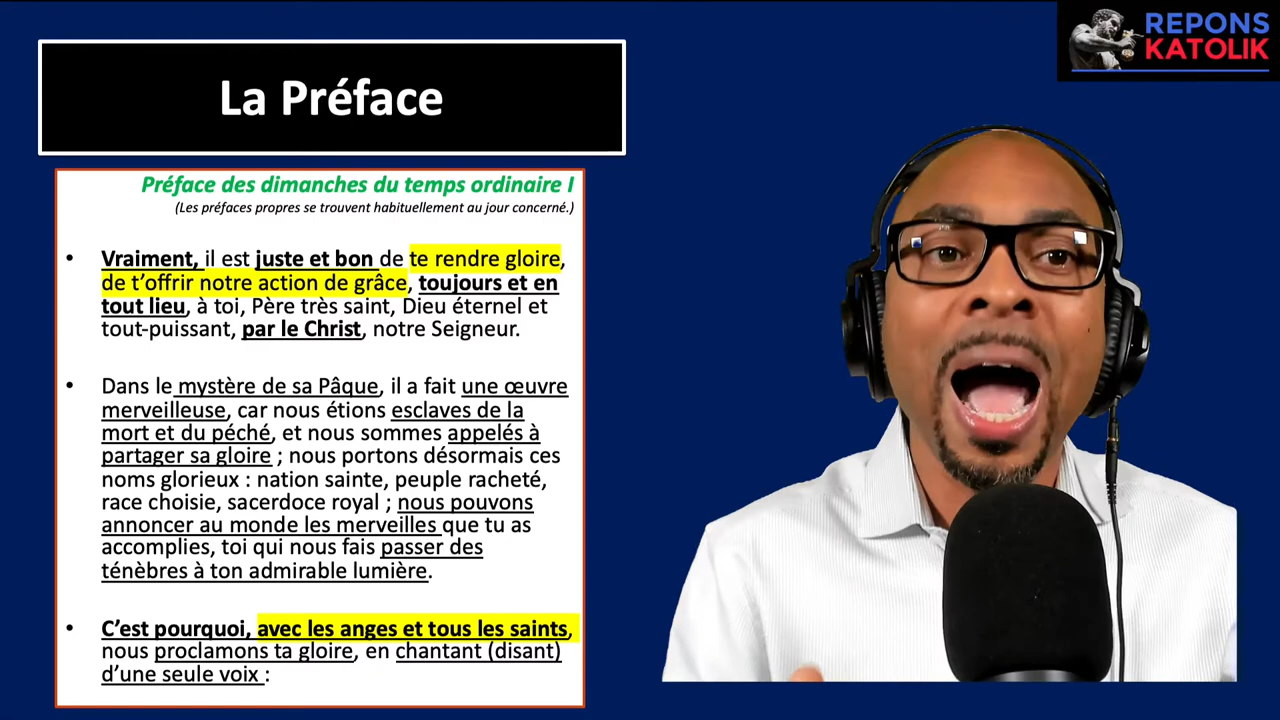 REPONS
KATOLIK
La Préface
Préface des dimanches du temps ordinaire I
(Les préfaces propres se trouvent habituellement au jour concerné.)
• Vraiment, il est juste et bon de te rendre gloire,
de t’offrir notre action de grâce, toujours et en
tout lieu, à toi, Père très saint, Dieu éternel et
tout-puissant, par le Christ, notre Seigneur.
• Dans le mystère de sa Pâque, il a fait une œuvre
merveilleuse, car nous étions esclaves de la
mort et du péché, et nous sommes appelés à
partager sa gloire ; nous portons désormais ces
noms glorieux : nation sainte, peuple racheté,
race choisie, sacerdoce royal ; nous pouvons
annoncer au monde les merveilles que tu as
accomplies, toi qui nous fais passer des
ténèbres à ton admirable lumière.
• C’est pourquoi, avec les anges et tous les saints,
nous proclamons ta gloire, en chantant (disant)
d’une seule voix :